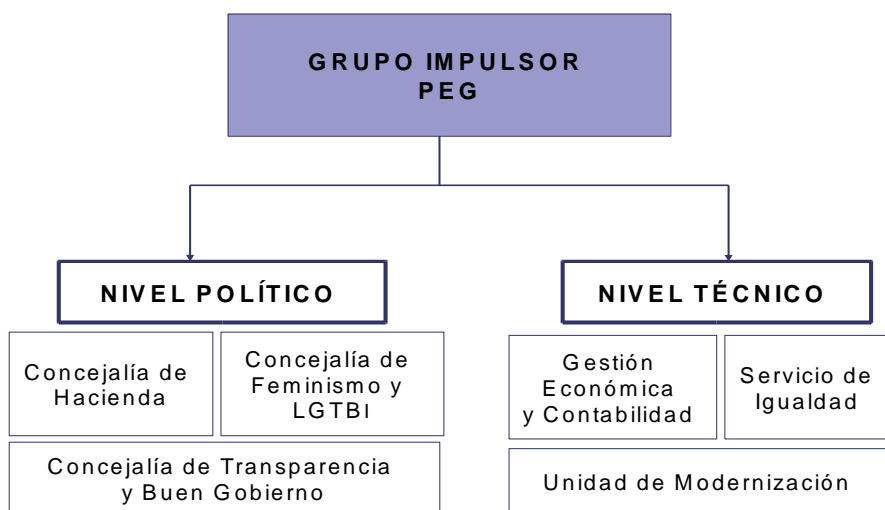 GRUPO IMPULSOR
PEG
NIVEL POLÍTICO
Concejalía de
Hacienda
Concejalía de
Feminismo y
LGTBI
Concejalía de Transparencia
y Buen Gobierno
NIVEL TÉCNICO
Gestión
Económica
y Contabilidad
Servicio de
Igualdad
Unidad de Modernización